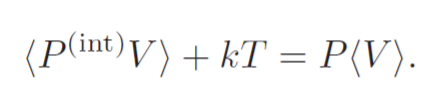 ⟨P^(int) V⟩ + kT = P⟨V⟩.